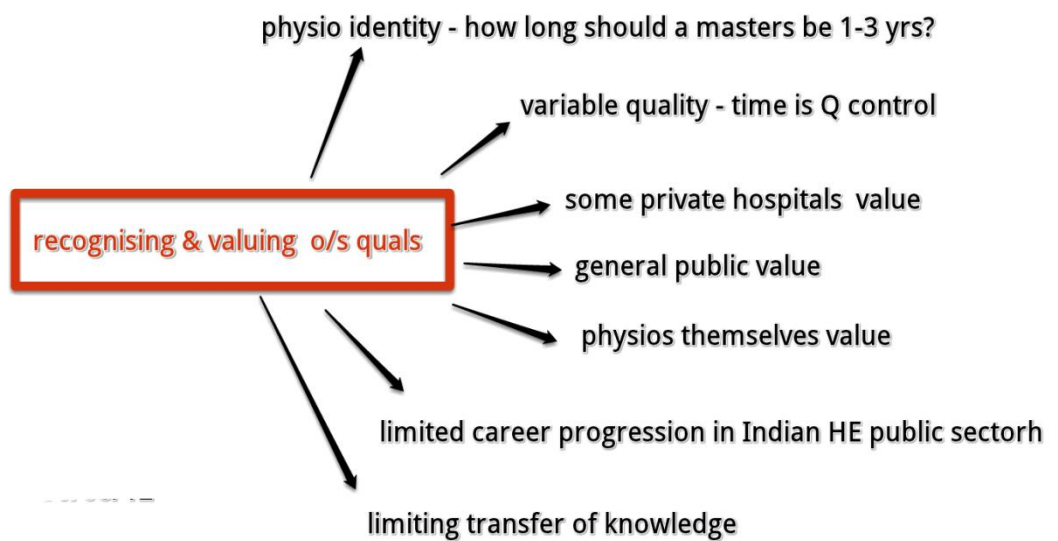 physio identity - how long should a masters be 1-3 yrs?
variable quality - time is Q control
some private hospitals value
recognising & valuing o/s quals
general public value
physios themselves value
limited career progression in Indian HE public sectorh
limiting transfer of knowledge